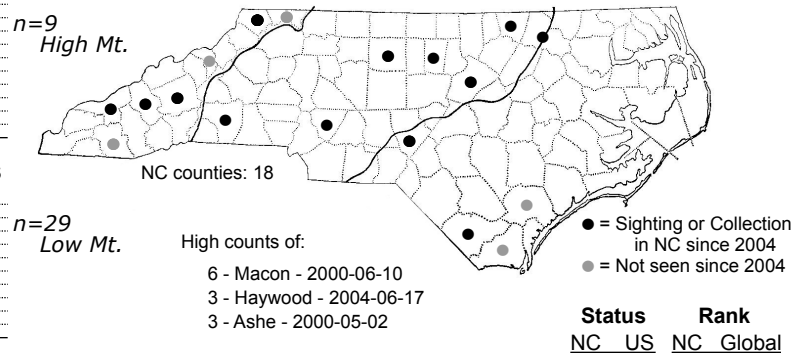 n=9
High Mt.
n=29
Low Mt.
NC counties: 18
High counts of:
6 - Macon - 2000-06-10
3 - Haywood - 2004-06-17
3 - Ashe - 2000-05-02
= Sighting or Collection
in NC since 2004
= Not seen since 2004
Status Rank
NC US NC Global